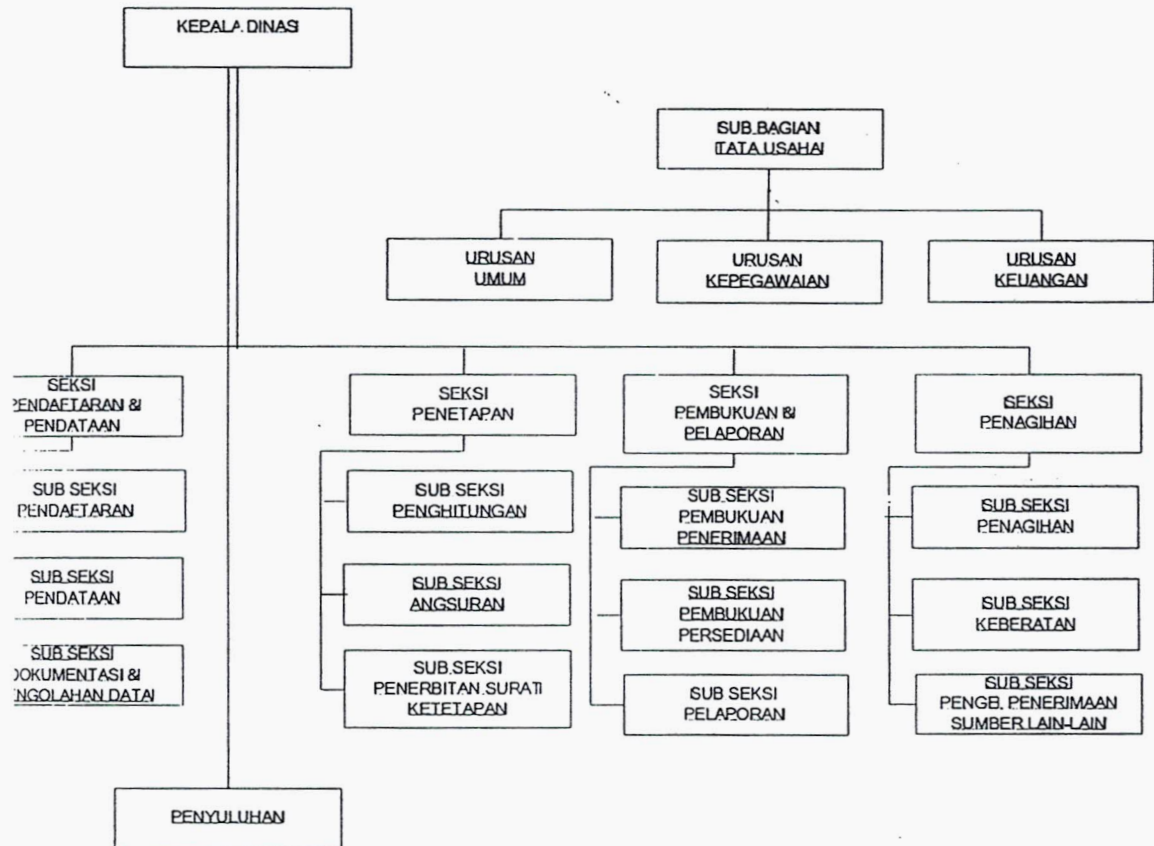 KEPALA DINAS
SUB BAGIAN
TATA USAHA
URUSAN
UMUM
URUSAN
KEPEGAWAIAN
URUSAN
KEUANGAN
SEKSI
PENDAFTARAN &
PENDATAAN
SEKSI
PENETAPAN
SEKSI
PEMBUKUAN &
PELAPORAN
SEKSI
PENAGIHAN
SUB SEKSI
PENDAFTARAN
SUB SEKSI
PENDATAAN
SUB SEKSI
DOKUMENTASI &
NGOLAHAN DATA
SUB SEKSI
PENGHITUNGAN
SUB SEKSI
ANGSURAN
SUB SEKSI
PENERBITAN SURAT
KETETAPAN
SUB SEKSI
PEMBUKUAN
PENERIMAAN
SUB SEKSI
PEMBUKUAN
PERSEDIAAN
SUB SEKSI
PELAPORAN
SUB SEKSI
PENAGIHAN
SUB SEKSI
KEBERATAN
SUB SEKSI
PENGB. PENERIMAAN
SUMBER LAIN-LAIN
PENYULUHAN